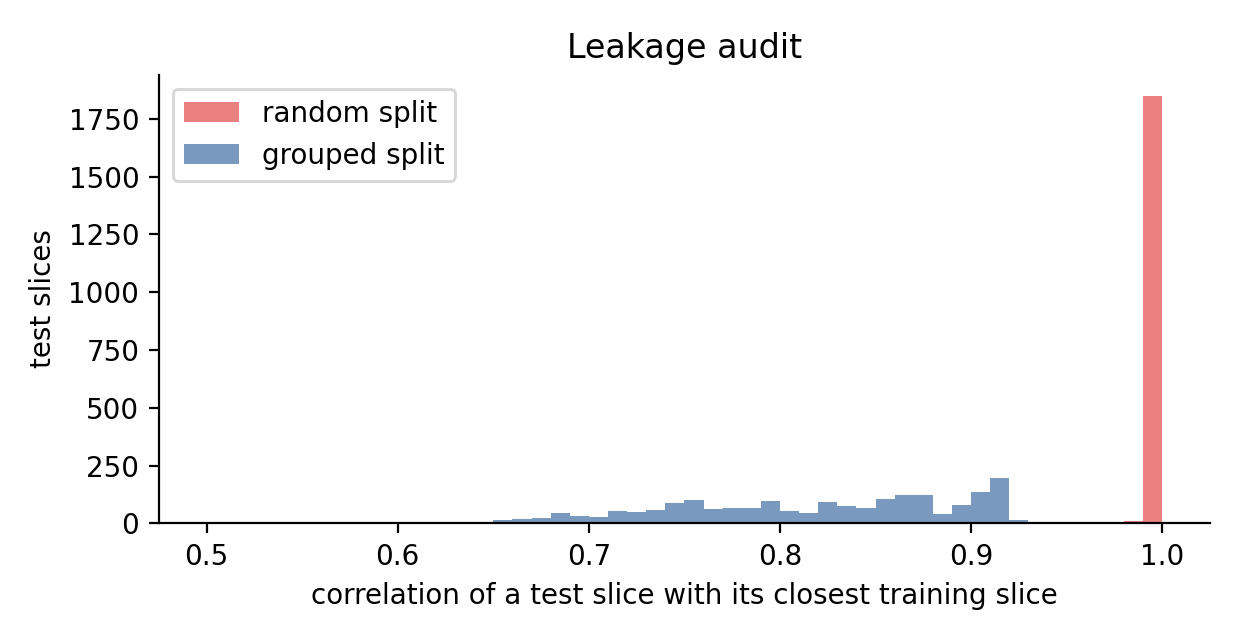 Leakage audit
random split
grouped split
test slices
1750
1500
1250
1000
750
500
250
0
0.5 0.6 0.7 0.8 0.9 1.0
correlation of a test slice with its closest training slice